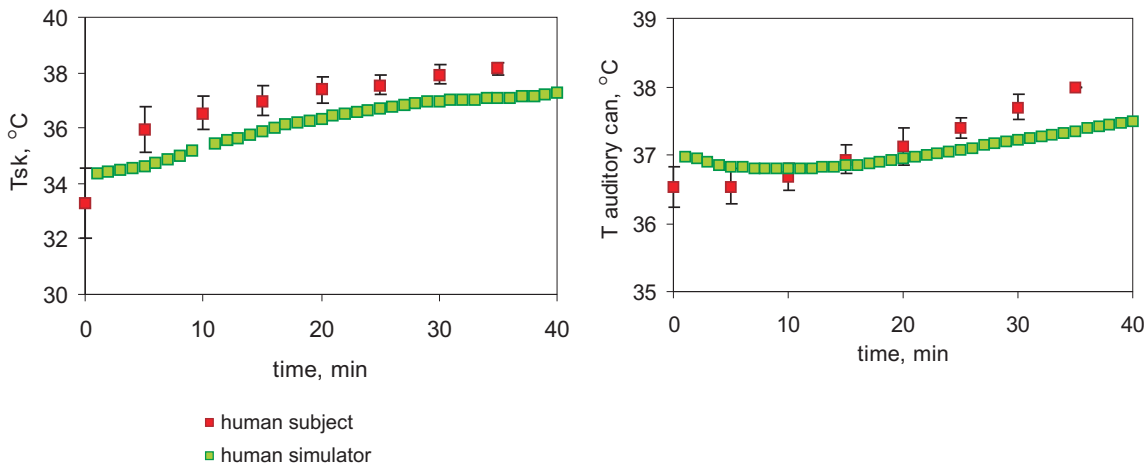 40
38
36
34
32
30
Tsk, °C
0 10 20 30 40
time, min
39
38
37
36
35
T auditory can, °C
0 10 20 30 40
time, min
human subject
human simulator